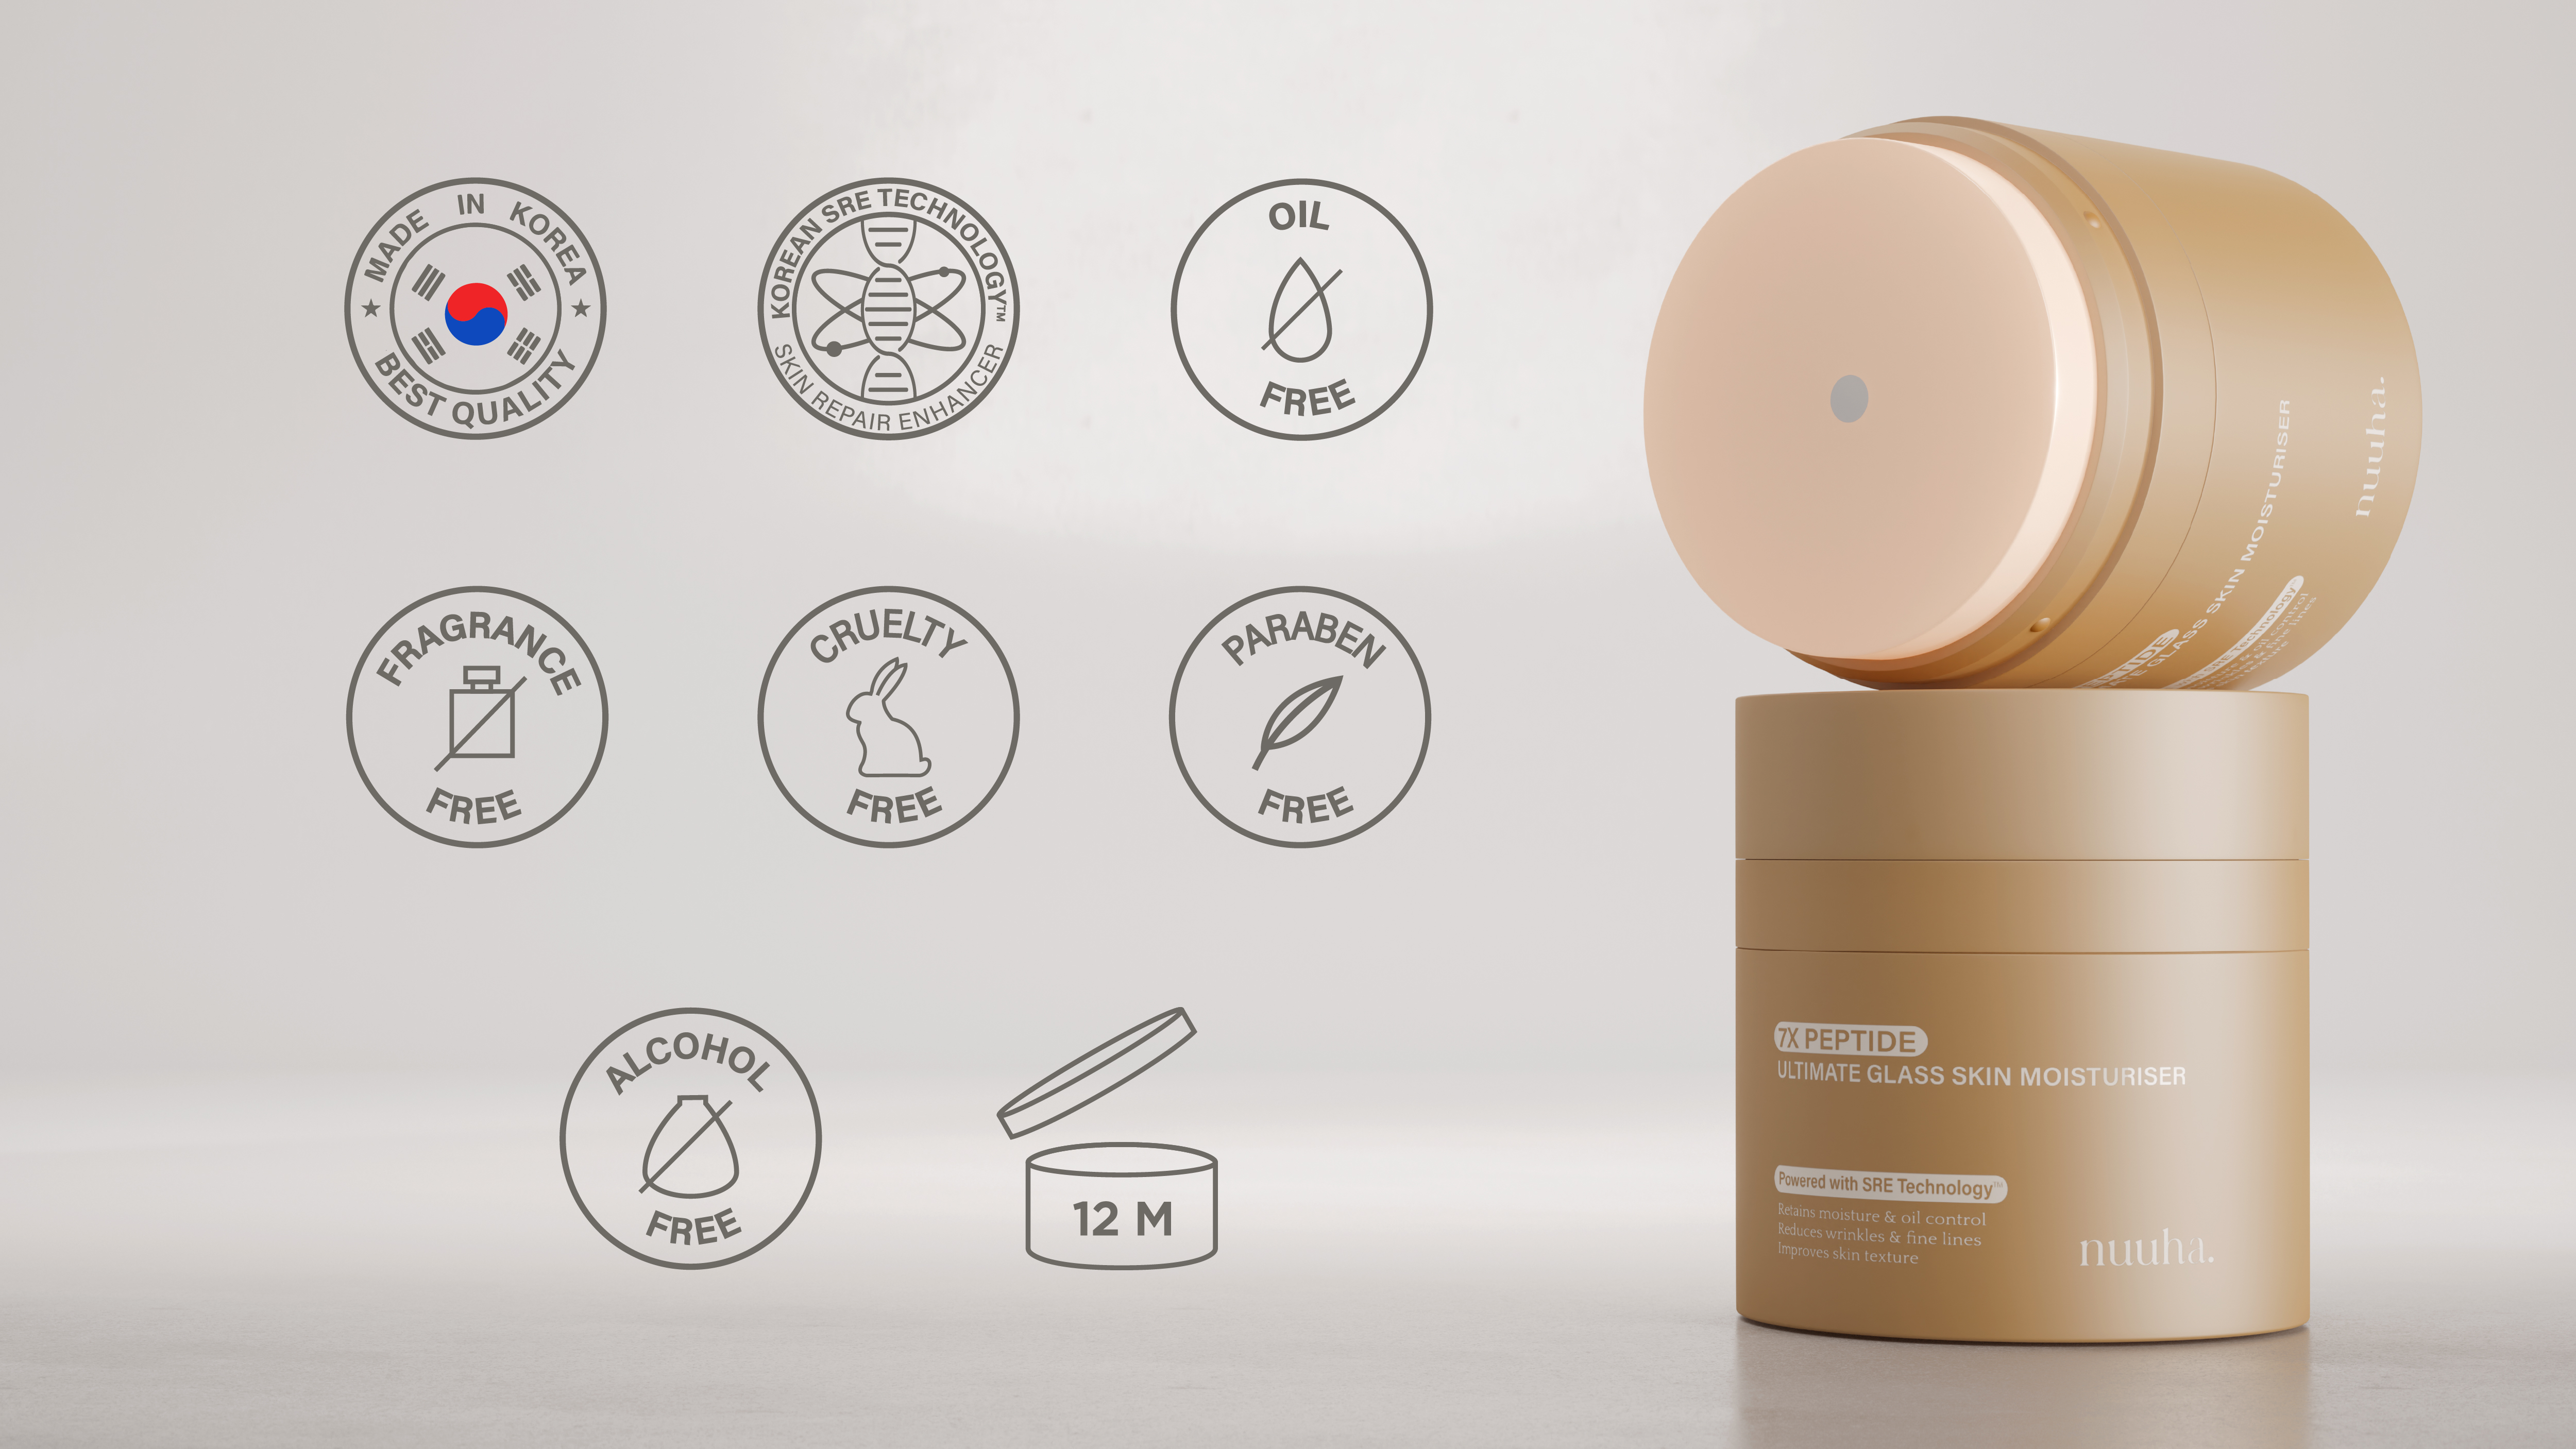 MADE IN KOREA
BEST QUALITY
KOREAN SRE TECHNOLOGY™
SKIN REPAIR ENHANCER
OIL
FREE
FRAGRANCE
FREE
CRUELTY
FREE
PARABEN
FREE
ALCOHOL
FREE
12 M
nuuha.
GLASS SKIN MOISTURISER
Technology
7X PEPTIDE
ULTIMATE GLASS SKIN MOISTURISER
Powered with SRE Technology™
Retains moisture & oil control
Reduces wrinkles & fine lines
Improves skin texture
nuuha.